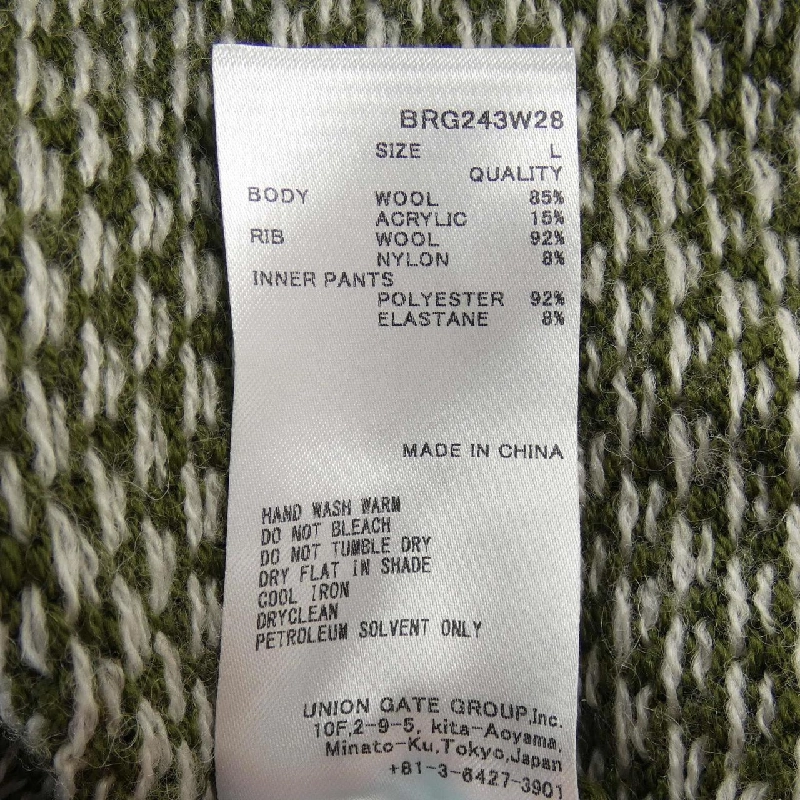 BRG243W28
SIZE L
QUALITY
BODY WOOL 85%
ACRYLIC 15%
RIB WOOL 92%
NYLON 8%
INNER PANTS
POLYESTER 92%
ELASTANE 8%
MADE IN CHINA
HAND WASH WARM
DO NOT BLEACH
DO NOT TUMBLE DRY
DRY FLAT IN SHADE
COOL IRON
DRYCLEAN
PETROLEUM SOLVENT ONLY
UNION GATE GROUP,Inc.
10F,2-9-5, kita-Aoyama,
Minato-Ku,Tokyo,Japan
+81-3-6427-3901